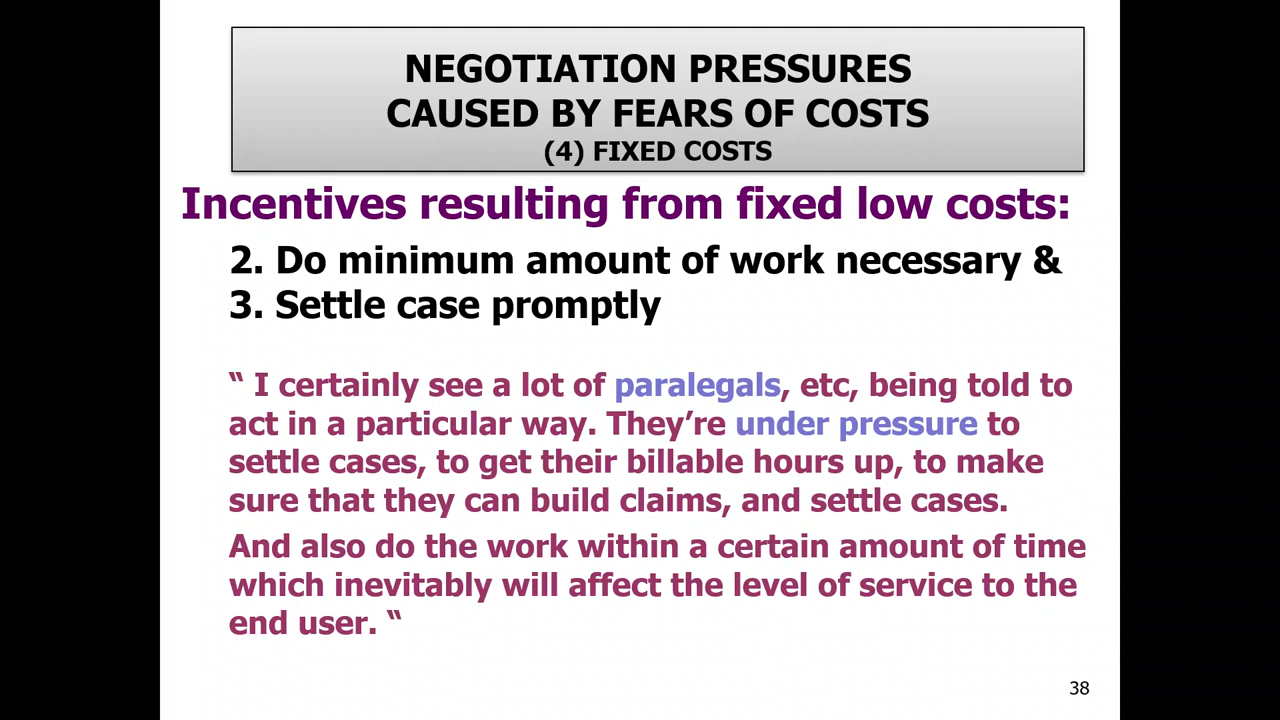 NEGOTIATION PRESSURES
CAUSED BY FEARS OF COSTS
(4) FIXED COSTS
Incentives resulting from fixed low costs:
2. Do minimum amount of work necessary &
3. Settle case promptly
“ I certainly see a lot of paralegals, etc, being told to
act in a particular way. They’re under pressure to
settle cases, to get their billable hours up, to make
sure that they can build claims, and settle cases.
And also do the work within a certain amount of time
which inevitably will affect the level of service to the
end user. “
38